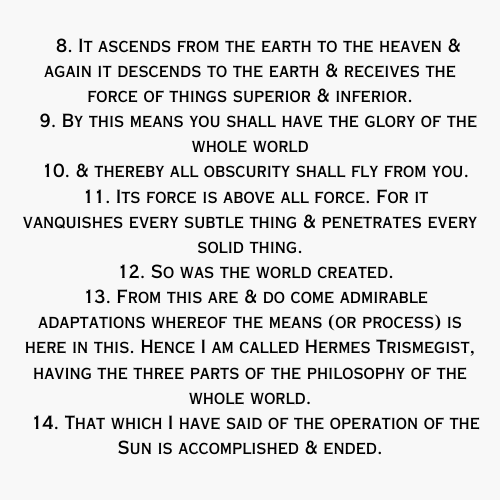 8. It ascends from the earth to the heaven &
again it descends to the earth & receives the
force of things superior & inferior.
9. By this means you shall have the glory of the
whole world
10. & thereby all obscurity shall fly from you.
11. Its force is above all force. For it
vanquishes every subtle thing & penetrates every
solid thing.
12. So was the world created.
13. From this are & do come admirable
adaptations whereof the means (or process) is
here in this. Hence I am called Hermes Trismegist,
having the three parts of the philosophy of the
whole world.
14. That which I have said of the operation of the
Sun is accomplished & ended.